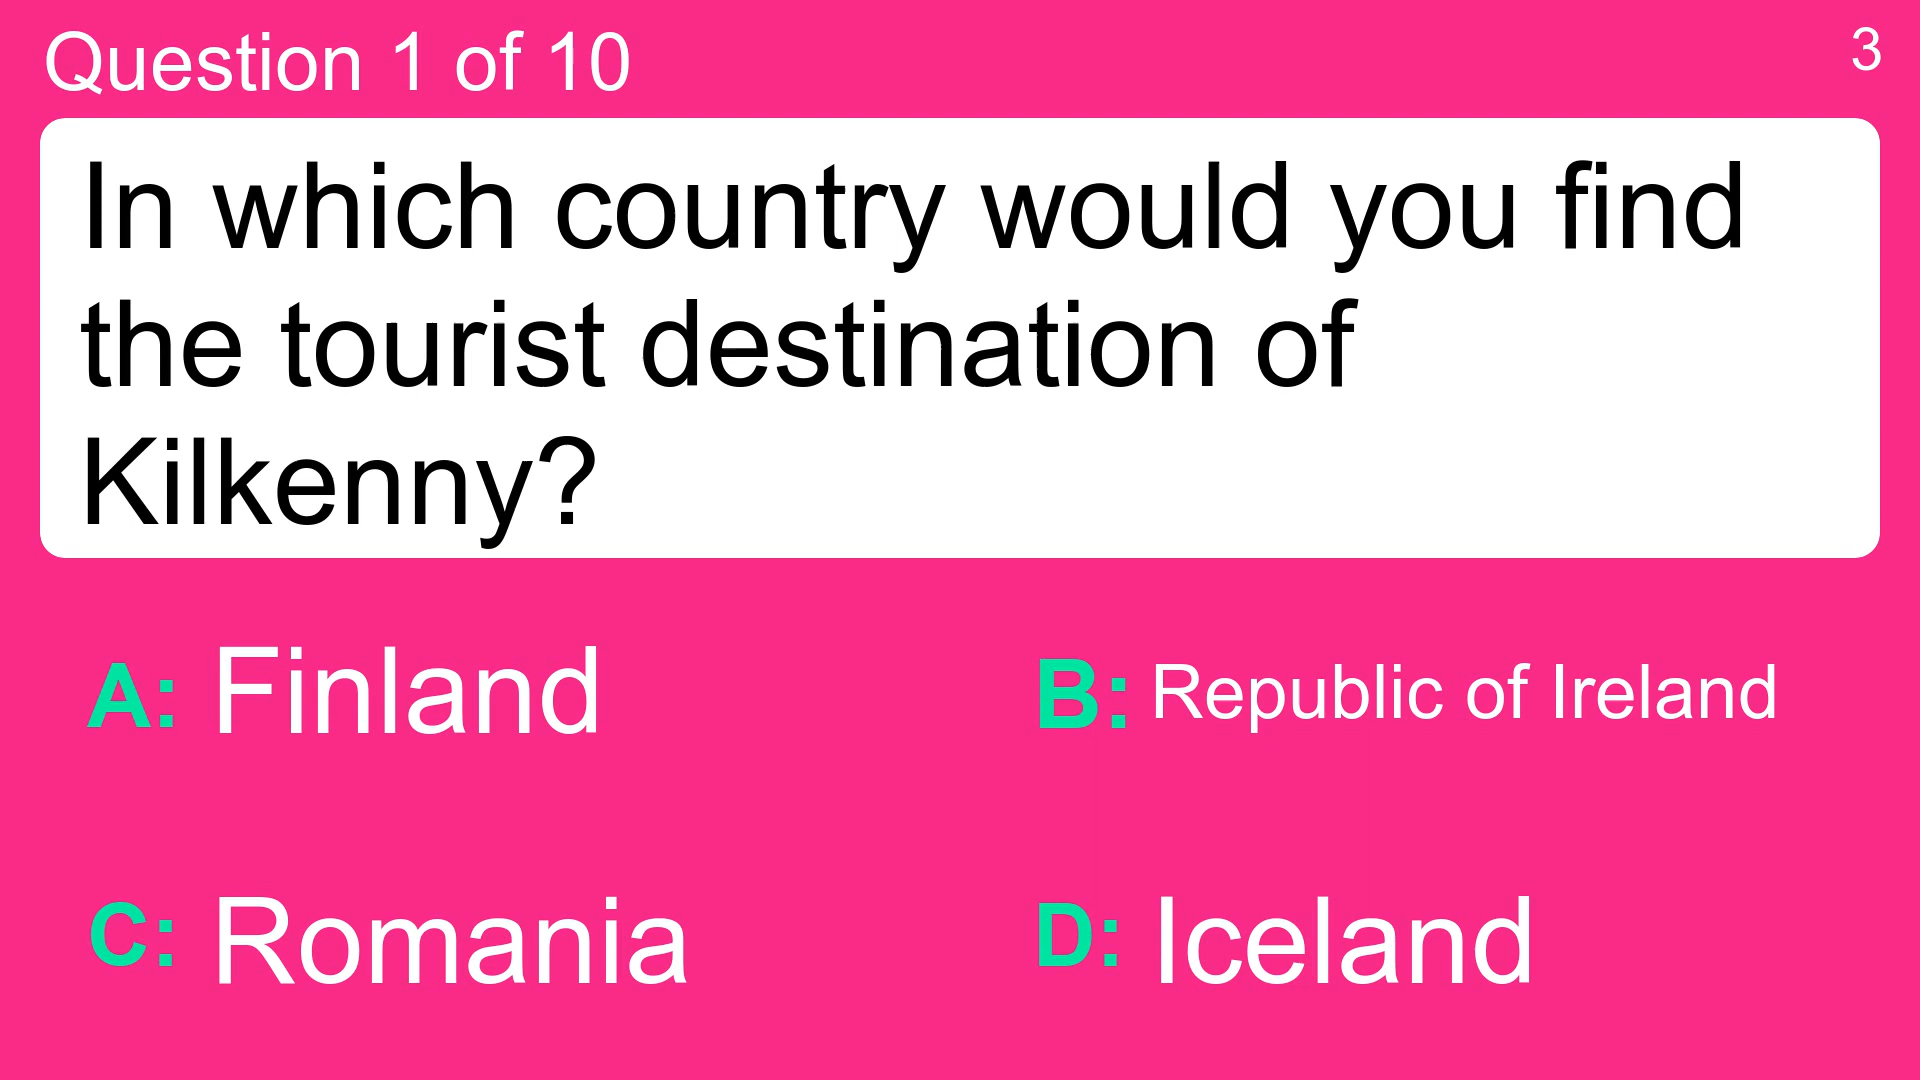 Question 1 of 10
3
In which country would you find
the tourist destination of
Kilkenny?
A: Finland
B: Republic of Ireland
C: Romania
D: Iceland